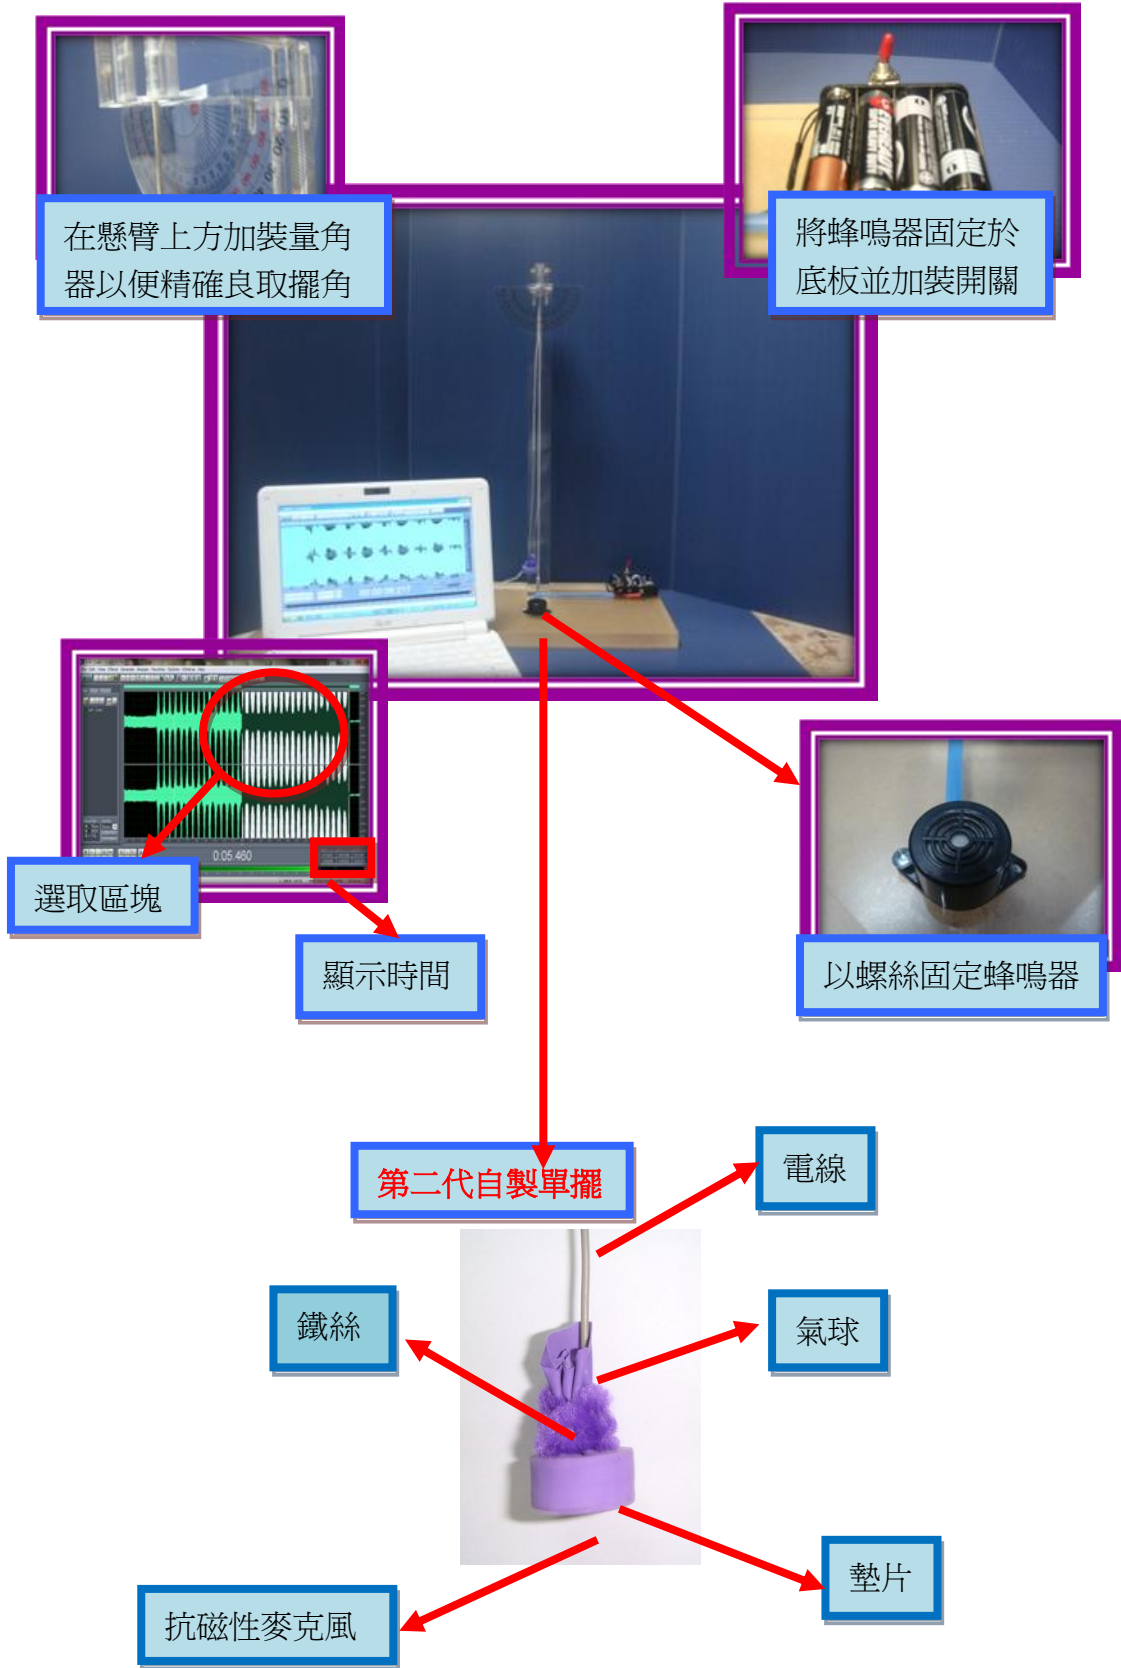 在懸臂上方加裝量角
器以便精確良取擺角
將蜂鳴器固定於
底板並加裝開關
0:05.460
選取區塊
顯示時間
以螺絲固定蜂鳴器
第二代自製單擺
電線
鐵絲
氣球
墊片
抗磁性麥克風